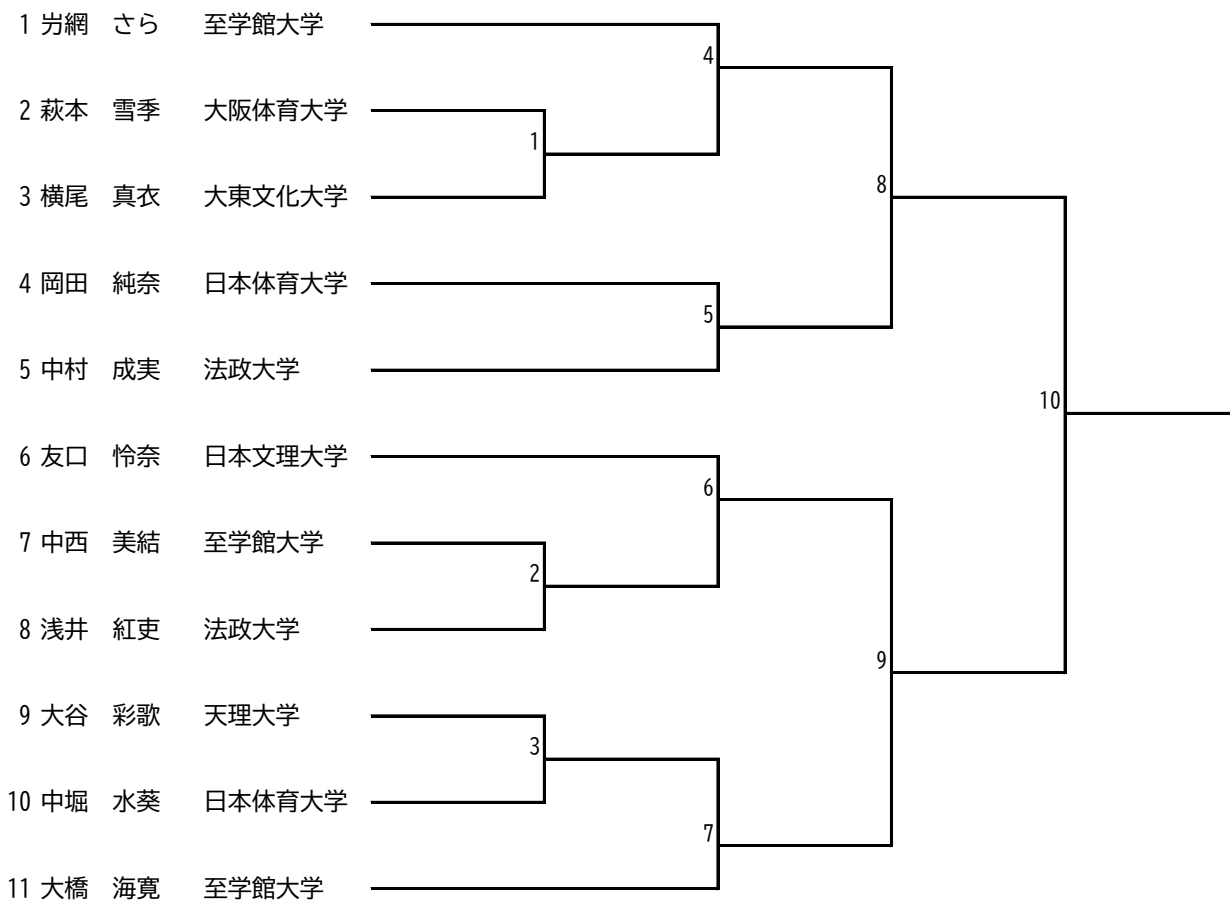 1 岃網 さら 至学館大学
4
2 萩本 雪季 大阪体育大学
1
3 横尾 真衣 大東文化大学
8
4 岡田 純奈 日本体育大学
5
5 中村 成実 法政大学
10
6 友口 怜奈 日本文理大学
6
7 中西 美結 至学館大学
2
8 浅井 紅吏 法政大学
9
9 大谷 彩歌 天理大学
3
10 中堀 水葵 日本体育大学
7
11 大橋 海寛 至学館大学